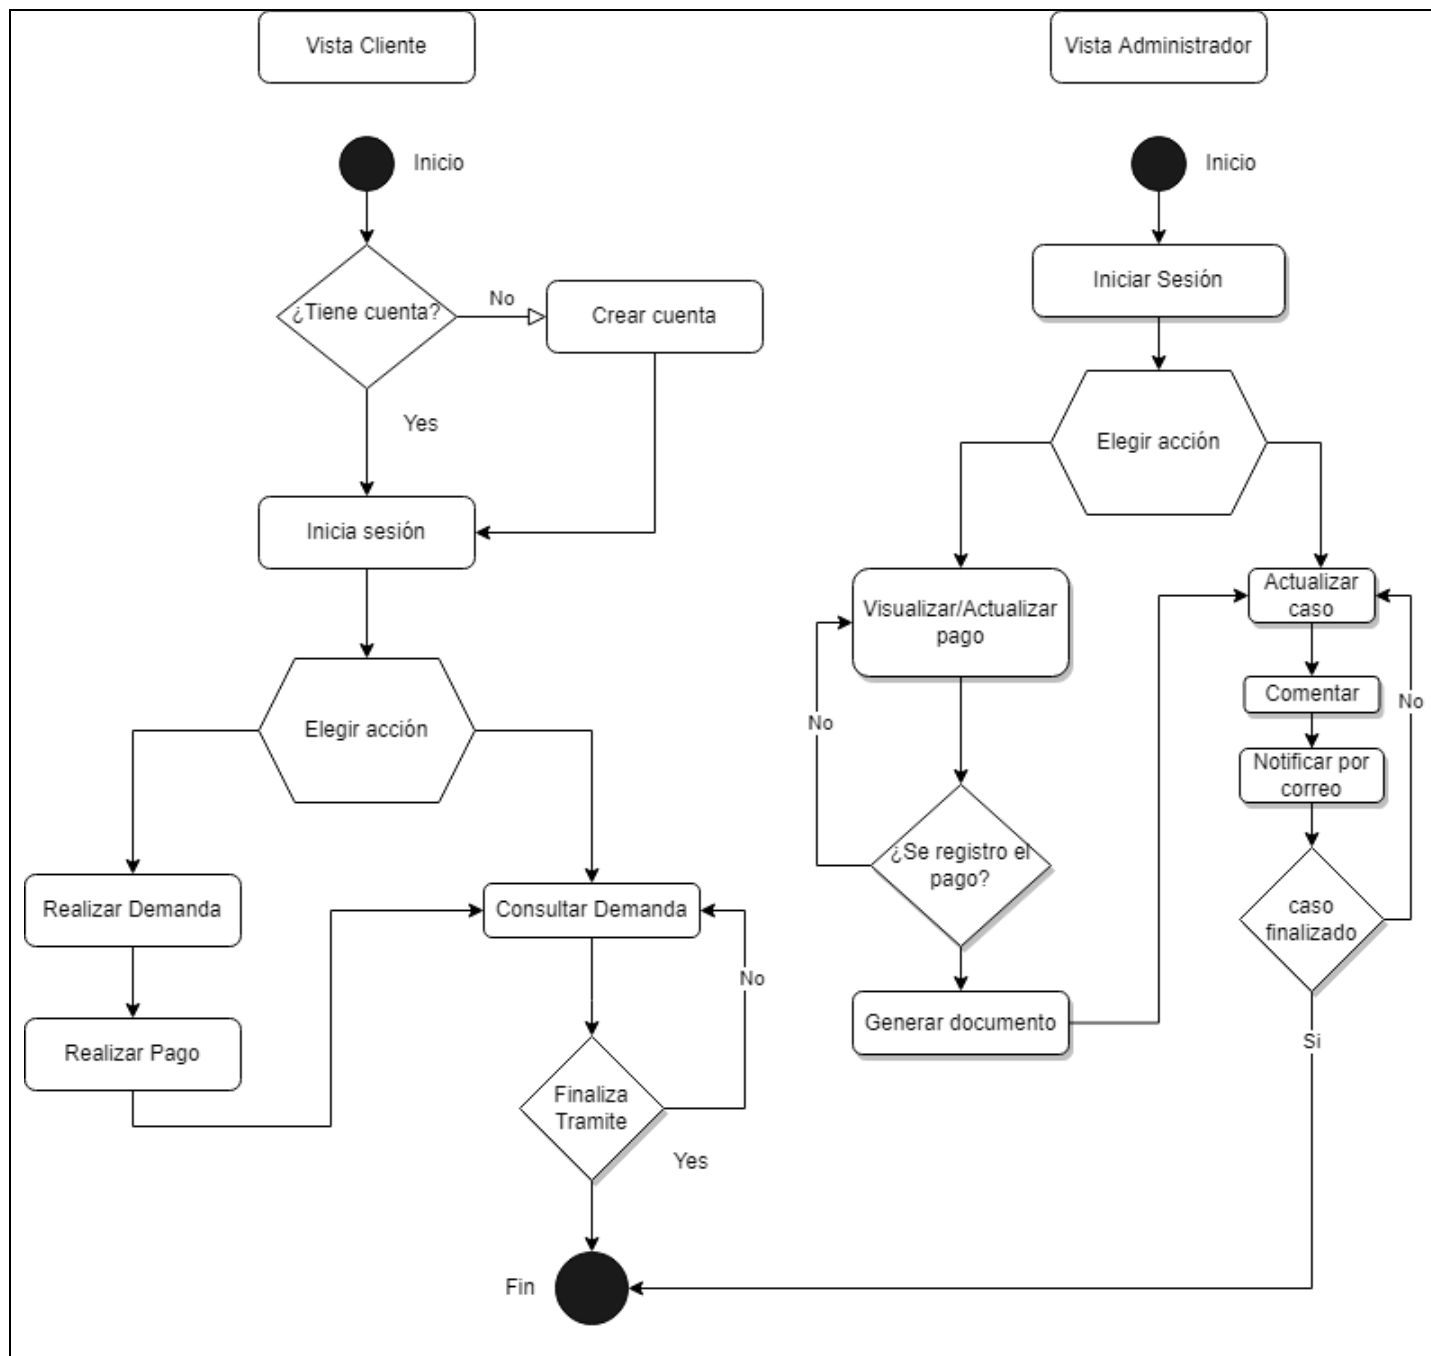 Vista Cliente
Inicio
¿Tiene cuenta?
No
Crear cuenta
Yes
Inicia sesión
Elegir acción
Realizar Demanda
Consultar Demanda
No
Realizar Pago
Finaliza
Tramite
Yes
Fin
Vista Administrador
Inicio
Iniciar Sesión
Elegir acción
Visualizar/Actualizar
pago
No
¿Se registro el
pago?
Generar documento
Actualizar
caso
Comentar
No
Notificar por
correo
caso
finalizado
Si